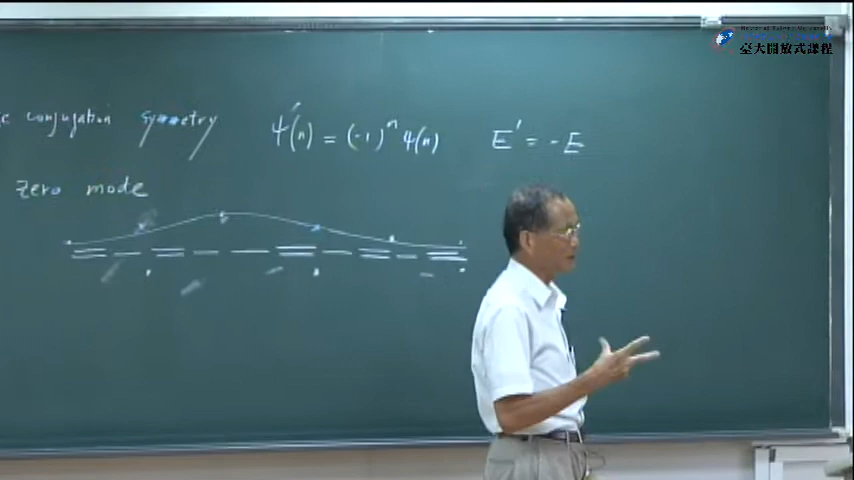 臺大開放式課程
conjugation symmetry ψ'(n) = (-1)^n ψ(n) E' = -E
zero mode